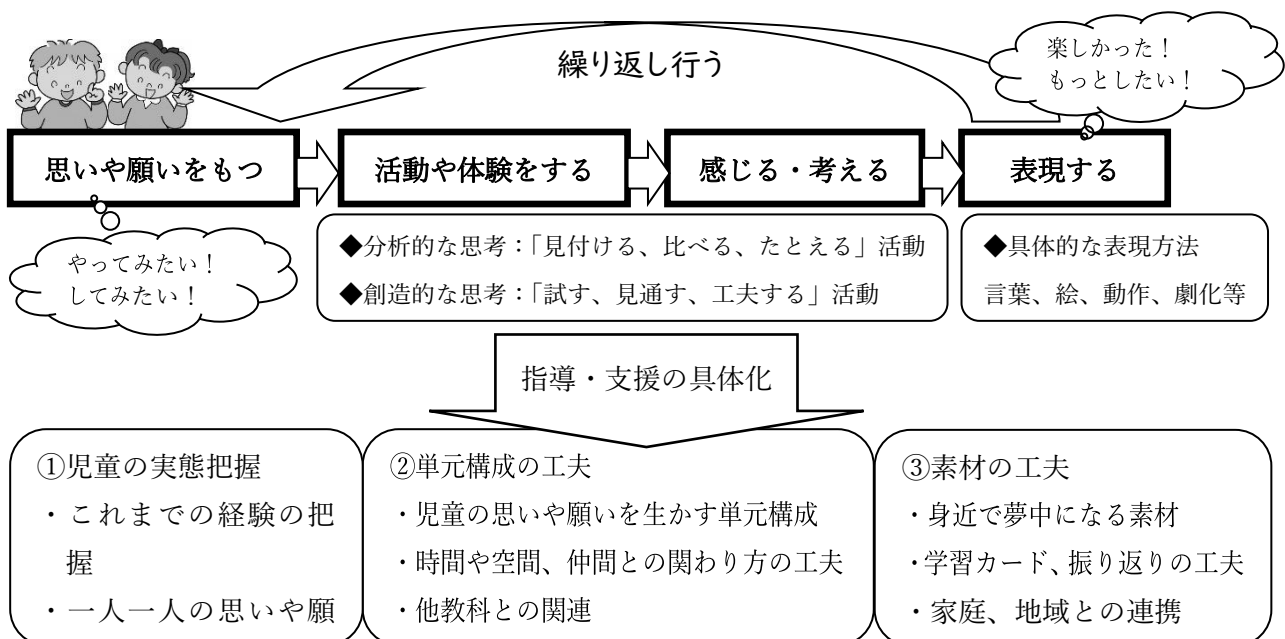 繰り返し行う
楽しかった！
もっとしたい！
思いや願いをもつ
活動や体験をする
感じる・考える
表現する
やってみたい！
してみたい！
◆分析的な思考：「見付ける、比べる、たとえる」活動
◆創造的な思考：「試す、見通す、工夫する」活動
◆具体的な表現方法
言葉、絵、動作、劇化等
指導・支援の具体化
①児童の実態把握
・これまでの経験の把
握
・一人一人の思いや願
②単元構成の工夫
・児童の思いや願いを生かす単元構成
・時間や空間、仲間との関わり方の工夫
・他教科との関連
③素材の工夫
・身近で夢中になる素材
・学習カード、振り返りの工夫
・家庭、地域との連携